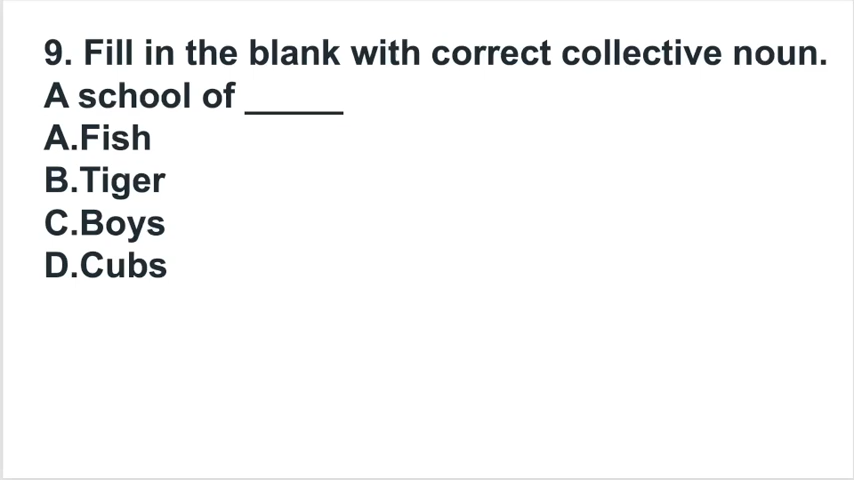 9. Fill in the blank with correct collective noun.
A school of _____
A.Fish
B.Tiger
C.Boys
D.Cubs